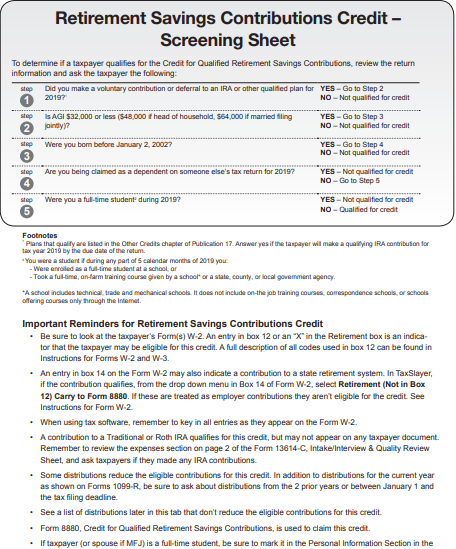 Retirement Savings Contributions Credit –
Screening Sheet
To determine if a taxpayer qualifies for the Credit for Qualified Retirement Savings Contributions, review the return
information and ask the taxpayer the following:
step
1
Did you make a voluntary contribution or deferral to an IRA or other qualified plan for
2019?¹
YES – Go to Step 2
NO – Not qualified for credit
step
2
Is AGI $32,000 or less ($48,000 if head of household, $64,000 if married filing
jointly)?
YES – Go to Step 3
NO – Not qualified for credit
step
3
Were you born before January 2, 2002?
YES – Go to Step 4
NO – Not qualified for credit
step
4
Are you being claimed as a dependent on someone else's tax return for 2019?
YES – Not qualified for credit
NO – Go to Step 5
step
5
Were you a full-time student² during 2019?
YES – Not qualified for credit
NO – Qualified for credit
Footnotes
¹ Plans that qualify are listed in the Other Credits chapter of Publication 17. Answer yes if the taxpayer will make a qualifying IRA contribution for
tax year 2019 by the due date of the return.
²You were a student if during any part of 5 calendar months of 2019 you:
- Were enrolled as a full-time student at a school, or
- Took a full-time, on-farm training course given by a school* or a state, county, or local government agency.
*A school includes technical, trade and mechanical schools. It does not include on-the job training courses, correspondence schools, or schools
offering courses only through the Internet.
Important Reminders for Retirement Savings Contributions Credit
• Be sure to look at the taxpayer's Form(s) W-2. An entry in box 12 or an "X" in the Retirement box is an indica-
tor that the taxpayer may be eligible for this credit. A full description of all codes used in box 12 can be found in
Instructions for Forms W-2 and W-3.
• An entry in box 14 on the Form W-2 may also indicate a contribution to a state retirement system. In TaxSlayer,
if the contribution qualifies, from the drop down menu in Box 14 of Form W-2, select Retirement (Not in Box
12) Carry to Form 8880. If these are treated as employer contributions they aren't eligible for the credit. See
Instructions for Form W-2.
• When using tax software, remember to key in all entries as they appear on the Form W-2.
• A contribution to a Traditional or Roth IRA qualifies for this credit, but may not appear on any taxpayer document.
Remember to review the expenses section on page 2 of the Form 13614-C, Intake/Interview & Quality Review
Sheet, and ask taxpayers if they made any IRA contributions.
• Some distributions reduce the eligible contributions for this credit. In addition to distributions for the current year
as shown on Forms 1099-R, be sure to ask about distributions from the 2 prior years or between January 1 and
the tax filing deadline.
• See a list of distributions later in this tab that don't reduce the eligible contributions for this credit.
• Form 8880, Credit for Qualified Retirement Savings Contributions, is used to claim this credit.
• If taxpayer (or spouse if MFJ) is a full-time student, be sure to mark it in the Personal Information Section in the